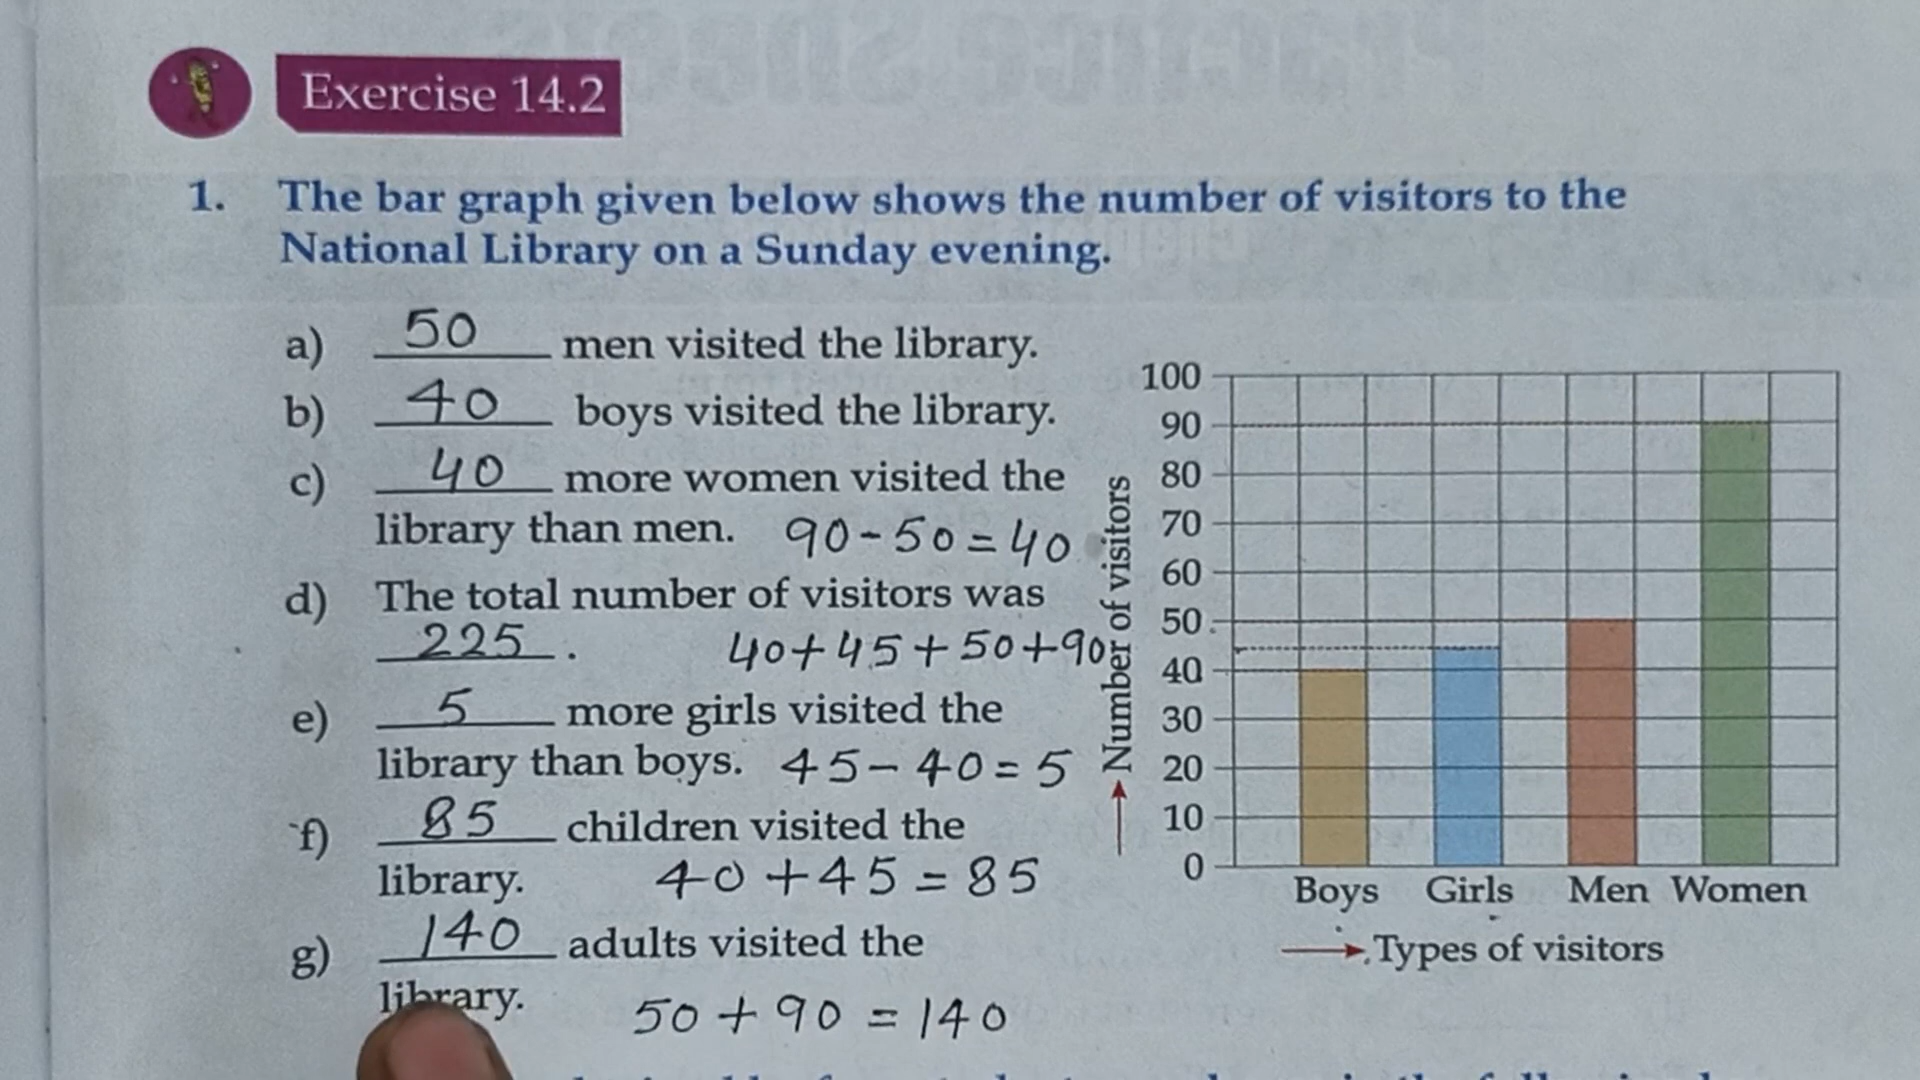 Exercise 14.2
1. The bar graph given below shows the number of visitors to the
National Library on a Sunday evening.
a) 50 men visited the library.
b) 40 boys visited the library.
c) 40 more women visited the
library than men. 90-50=40
d) The total number of visitors was
225. 40+45+50+90
e) 5 more girls visited the
library than boys. 45-40=5
f) 85 children visited the
library. 40+45=85
g) 140 adults visited the
library. 50+90=140
Number of visitors
100
90
80
70
60
50
40
30
20
10
0
Boys Girls Men Women
Types of visitors